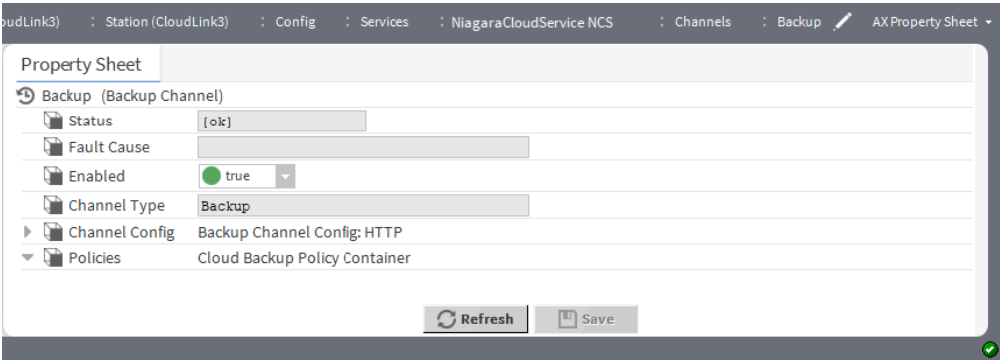 oudLink3) : Station (CloudLink3) : Config : Services : NiagaraCloudService NCS : Channels : Backup AX Property Sheet
Property Sheet
Backup (Backup Channel)
Status {ok}
Fault Cause
Enabled true
Channel Type Backup
Channel Config Backup Channel Config: HTTP
Policies Cloud Backup Policy Container
Refresh Save